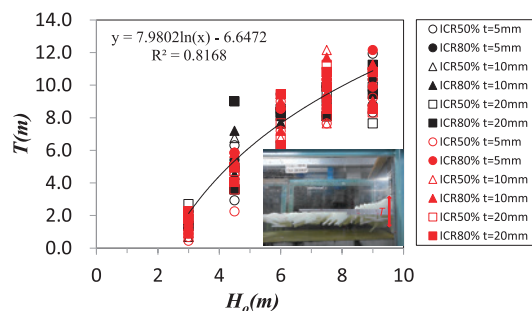 y = 7.9802ln(x) - 6.6472
R² = 0.8168
T(m)
14.0
12.0
10.0
8.0
6.0
4.0
2.0
0.0
0 2 4 6 8 10
Hₒ(m)
T
ICR50% t=5mm
ICR80% t=5mm
ICR50% t=10mm
ICR80% t=10mm
ICR50% t=20mm
ICR80% t=20mm
ICR50% t=5mm
ICR80% t=5mm
ICR50% t=10mm
ICR80% t=10mm
ICR50% t=20mm
ICR80% t=20mm